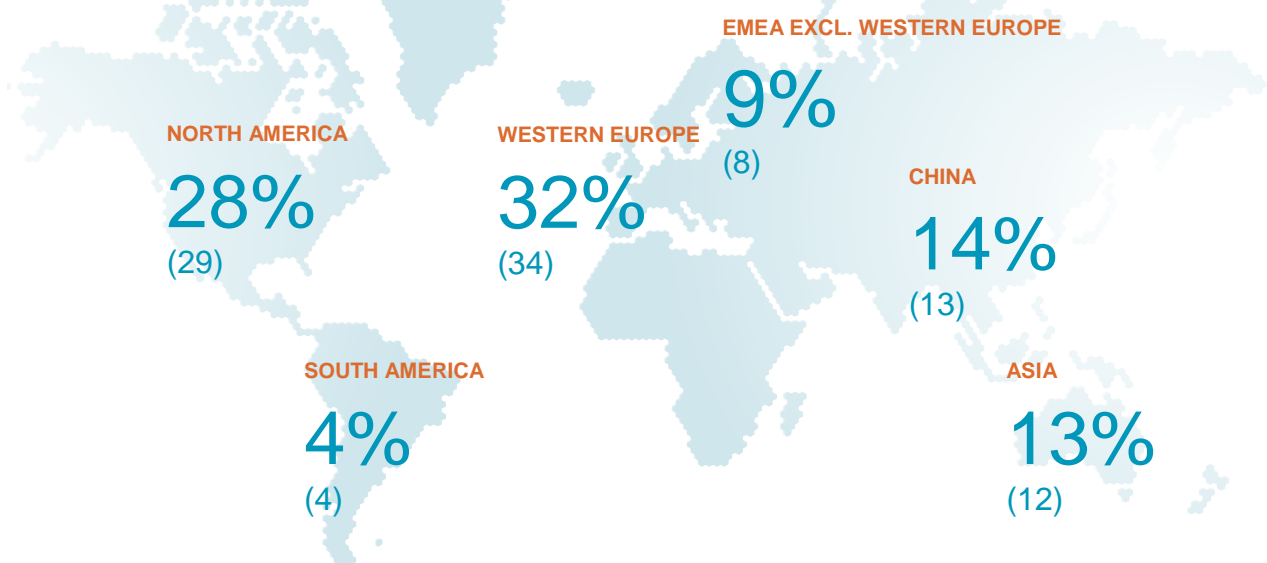 EMEA EXCL. WESTERN EUROPE
9%
(8)
NORTH AMERICA
28%
(29)
WESTERN EUROPE
32%
(34)
CHINA
14%
(13)
SOUTH AMERICA
4%
(4)
ASIA
13%
(12)